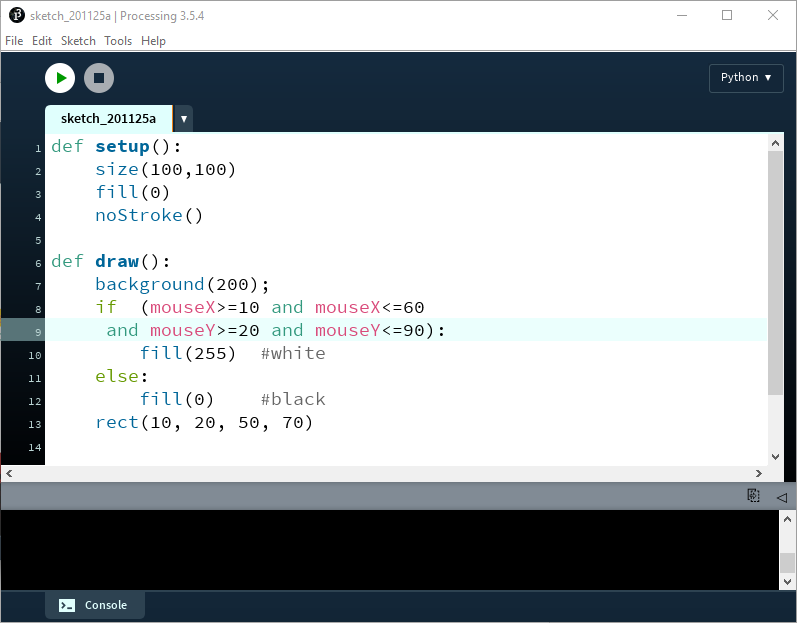 sketch_201125a | Processing 3.5.4
File Edit Sketch Tools Help
Python ▼
sketch_201125a ▼
1 def setup():
2     size(100,100)
3     fill(0)
4     noStroke()
5
6 def draw():
7     background(200);
8     if  (mouseX>=10 and mouseX<=60
9      and mouseY>=20 and mouseY<=90):
10         fill(255)  #white
11     else:
12         fill(0)    #black
13     rect(10, 20, 50, 70)
14
Console